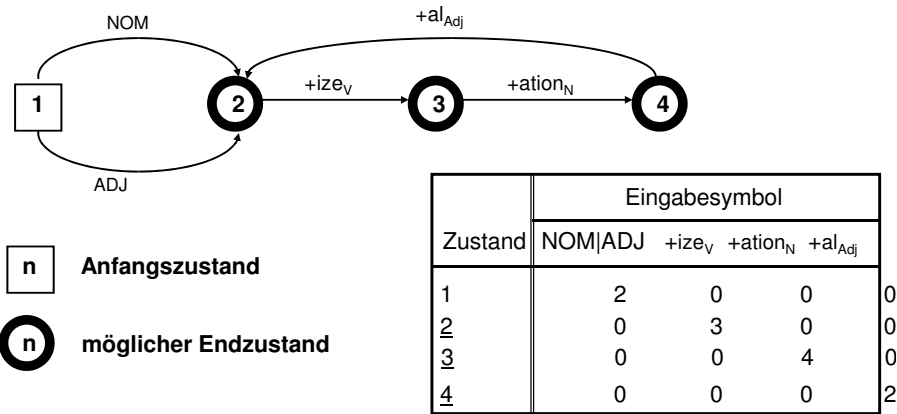 NOM
+al_Adj
1
2
+ize_V
3
+ation_N
4
ADJ
n Anfangszustand
n möglicher Endzustand
Eingabesymbol
Zustand NOM|ADJ +ize_V +ation_N +al_Adj
1 2 0 0 0
2 0 3 0 0
3 0 0 4 0
4 0 0 0 2